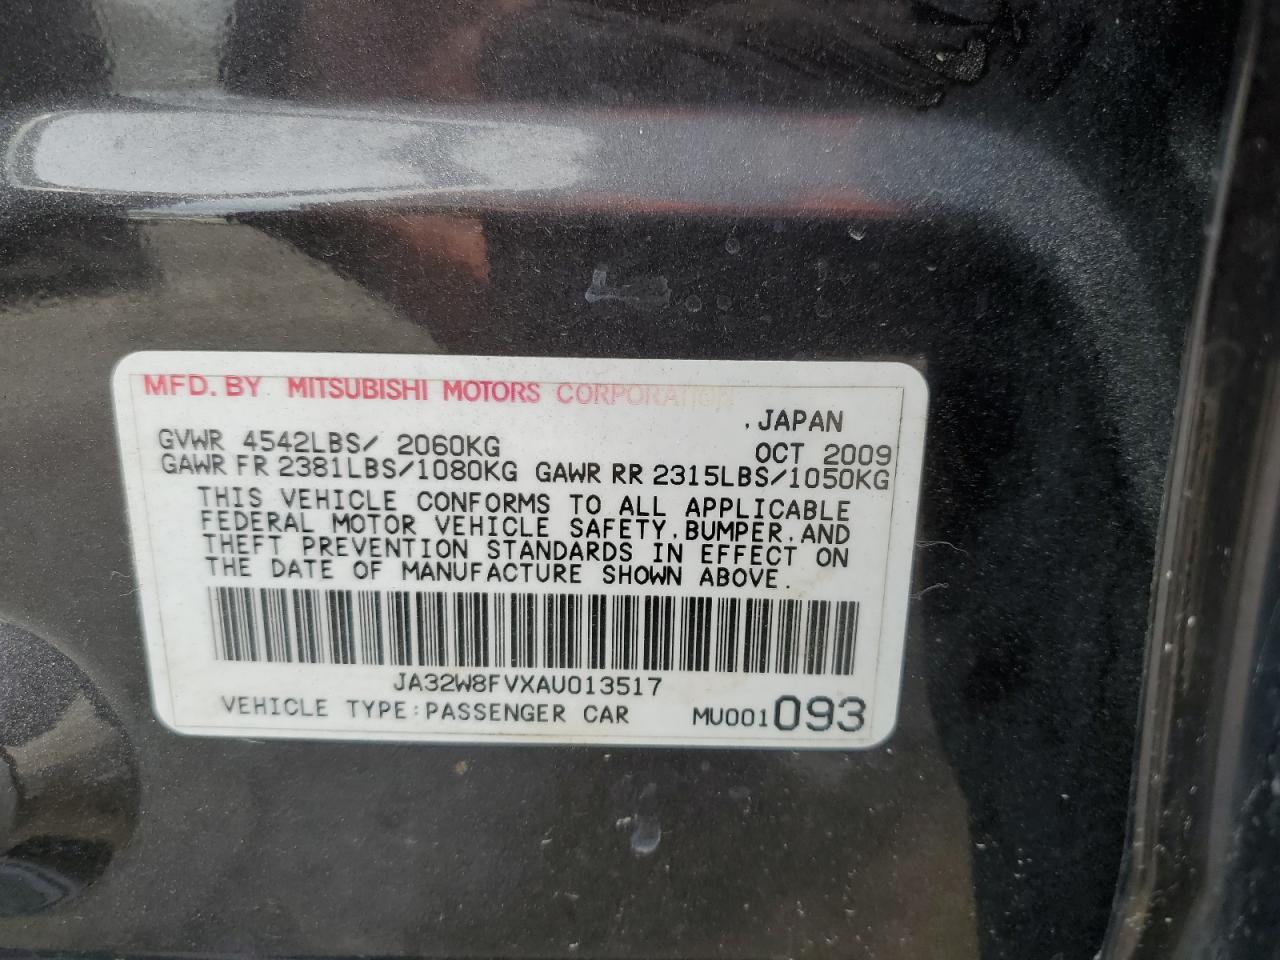 MFD. BY MITSUBISHI MOTORS CORPORATION
, JAPAN
GVWR 4542LBS/ 2060KG OCT 2009
GAWR FR 2381LBS/1080KG GAWR RR 2315LBS/1050KG
THIS VEHICLE CONFORMS TO ALL APPLICABLE
FEDERAL MOTOR VEHICLE SAFETY, BUMPER, AND
THEFT PREVENTION STANDARDS IN EFFECT ON
THE DATE OF MANUFACTURE SHOWN ABOVE.
JA32W8FVXAU013517
VEHICLE TYPE:PASSENGER CAR MU001093